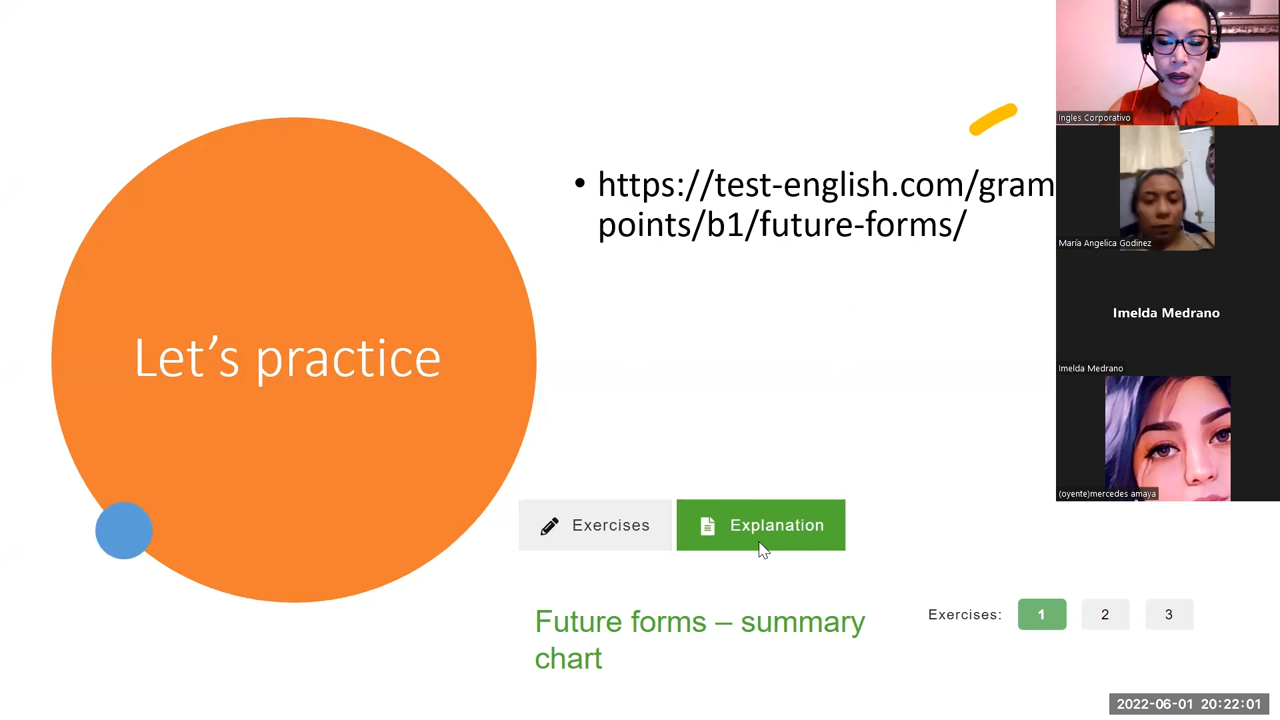 Let's practice
• https://test-english.com/gram
points/b1/future-forms/
Exercises
Explanation
Future forms – summary
chart
Exercises:
1
2
3
Ingles Corporativo
María Angelica Godinez
Imelda Medrano
Imelda Medrano
(oyente)mercedes amaya
2022-06-01 20:22:01